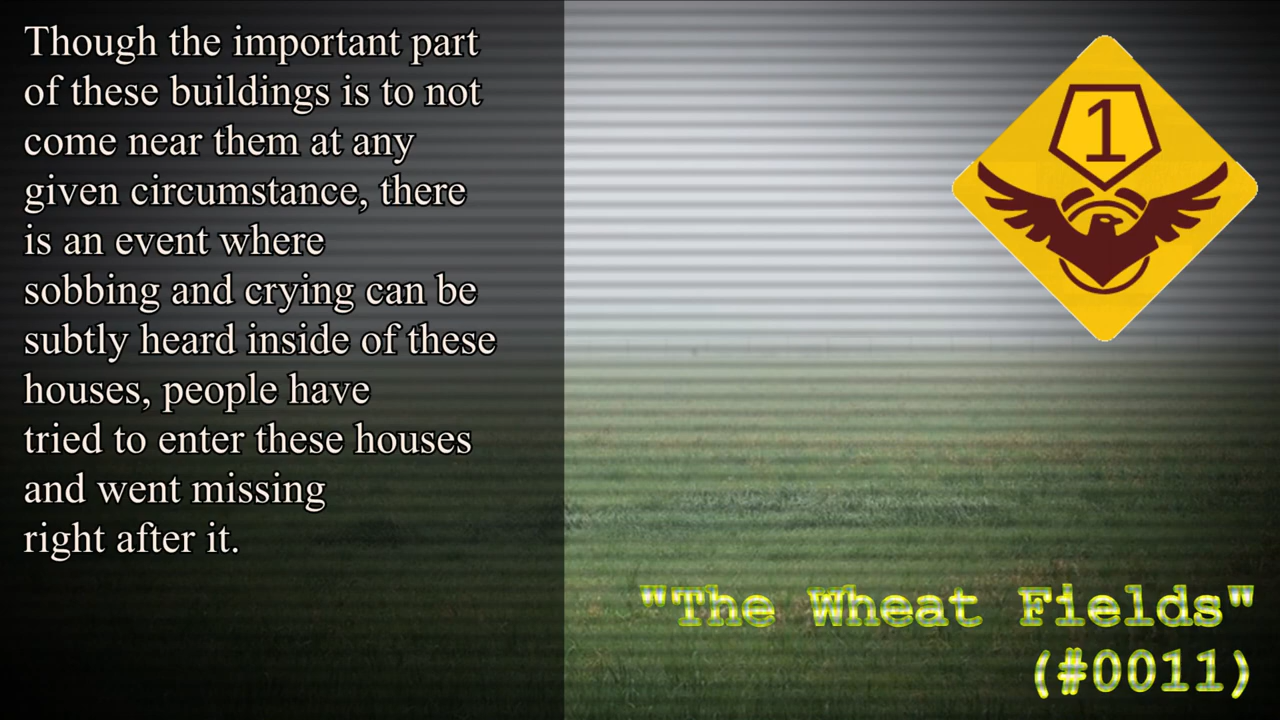 Though the important part
of these buildings is to not
come near them at any
given circumstance, there
is an event where
sobbing and crying can be
subtly heard inside of these
houses, people have
tried to enter these houses
and went missing
right after it.
1
"The Wheat Fields"
(#0011)